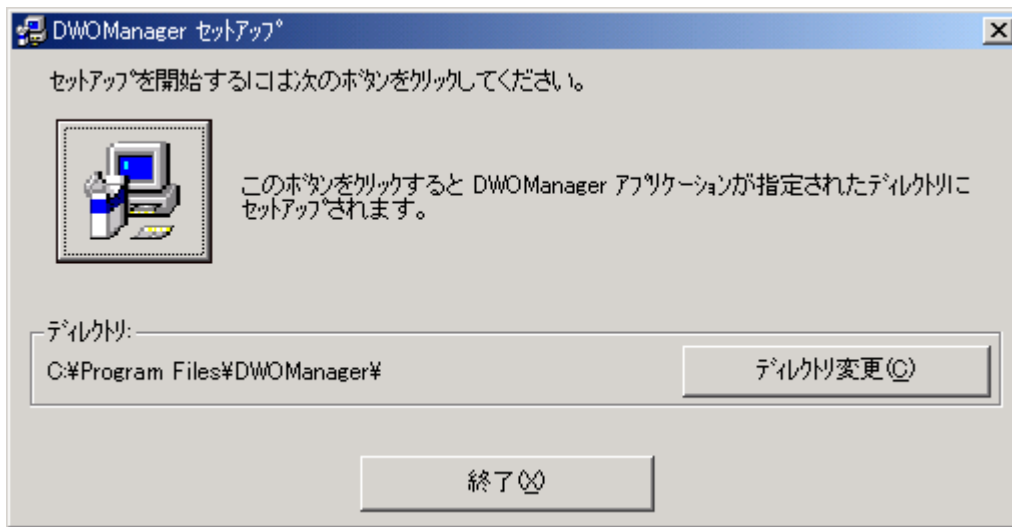 DWOManager ｾｯﾄｱｯﾌﾟ
ｾｯﾄｱｯﾌﾟを開始するには次のﾎﾞﾀﾝをｸﾘｯｸしてください。
このﾎﾞﾀﾝをｸﾘｯｸすると DWOManager ｱﾌﾟﾘｹｰｼｮﾝが指定されたﾃﾞｨﾚｸﾄﾘに
ｾｯﾄｱｯﾌﾟされます。
ﾃﾞｨﾚｸﾄﾘ:
C:¥Program Files¥DWOManager¥
ﾃﾞｨﾚｸﾄﾘ変更(C)
終了(X)